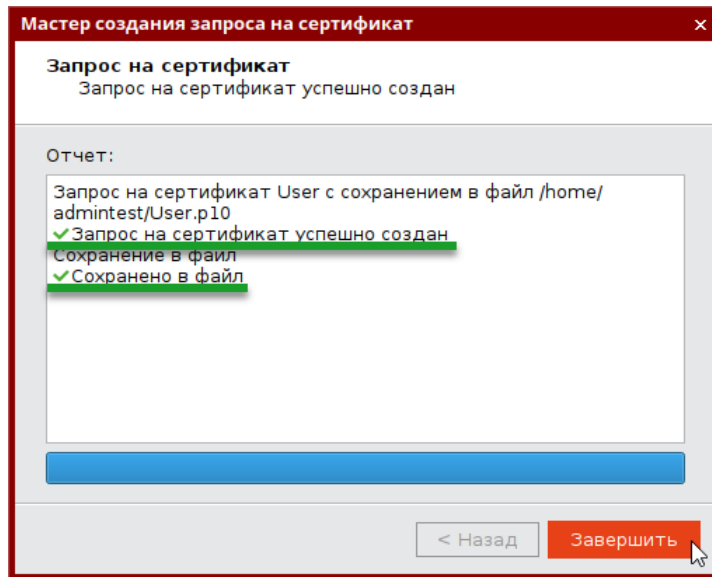 Мастер создания запроса на сертификат
Запрос на сертификат
Запрос на сертификат успешно создан
Отчет:
Запрос на сертификат User с сохранением в файл /home/
admintest/User.p10
Запрос на сертификат успешно создан
Сохранение в файл
Сохранено в файл
< Назад
Завершить